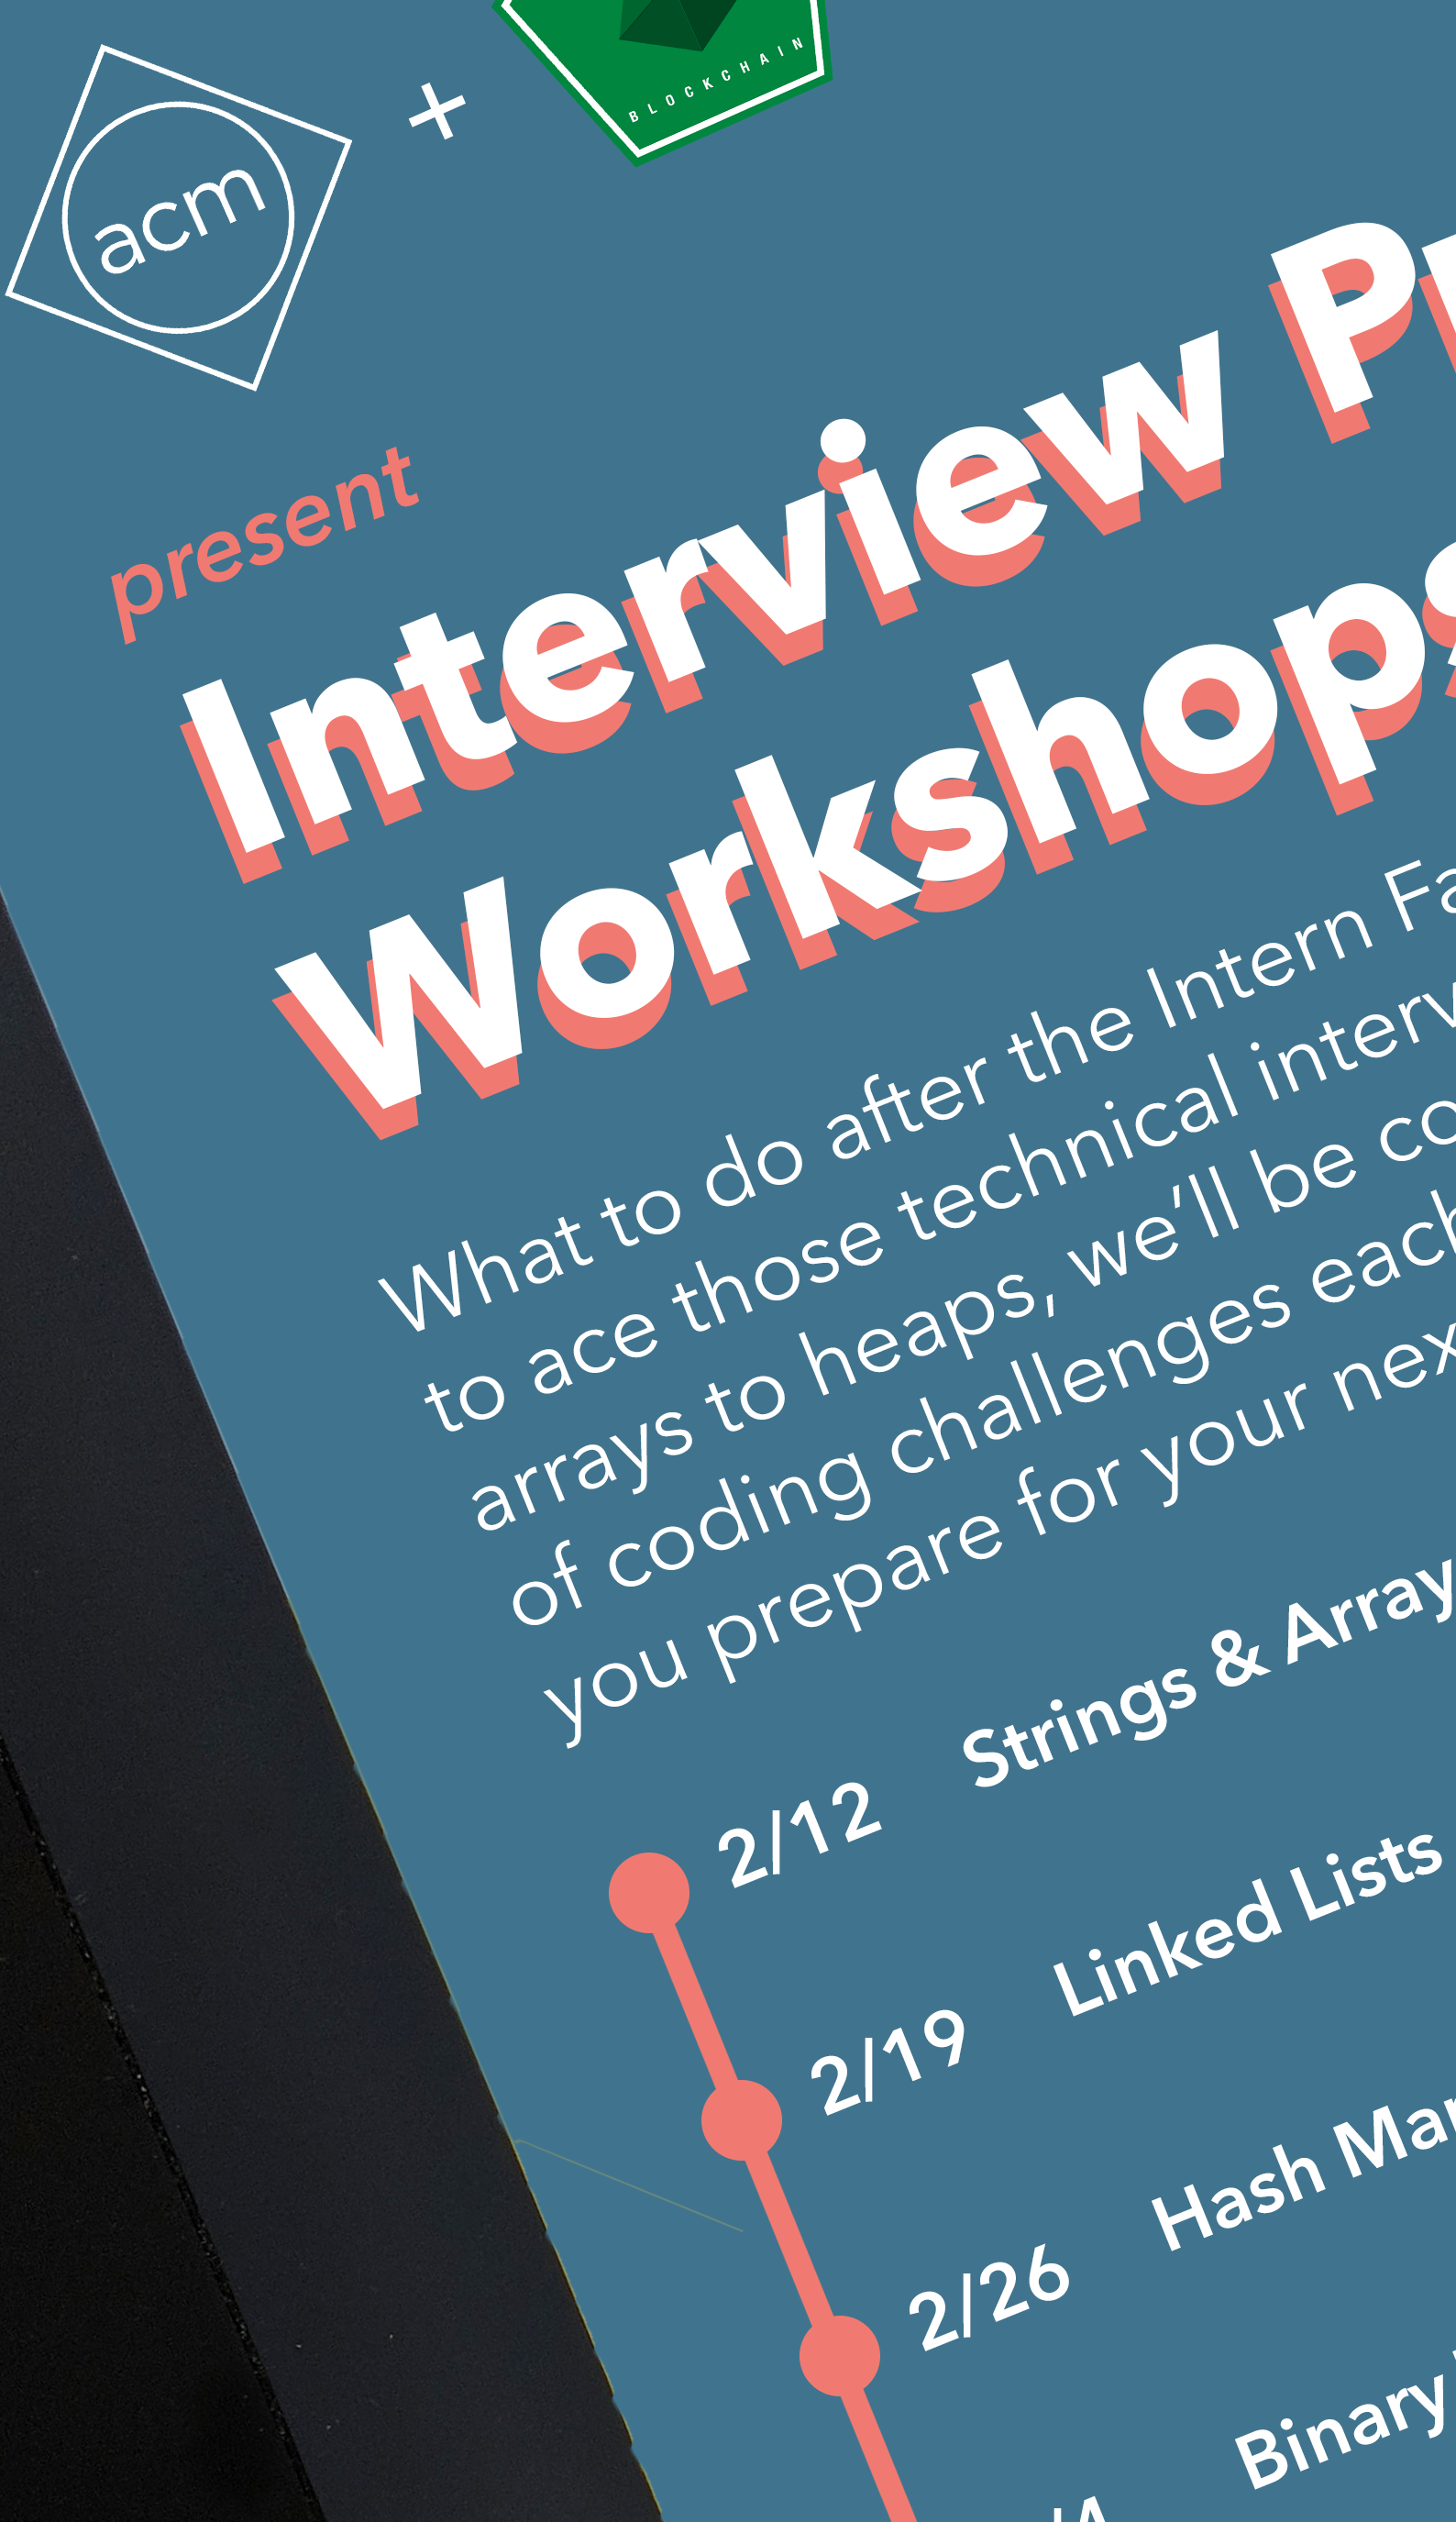 acm
+
BLOCKCHAIN
present
Interview
Workshops
What to do after the Intern
to ace those technical
arrays to heaps, we'll be
of coding challenges each
you prepare for your
2/12 Strings &
2/19 Linked Lists
2/26 Hash
Binary